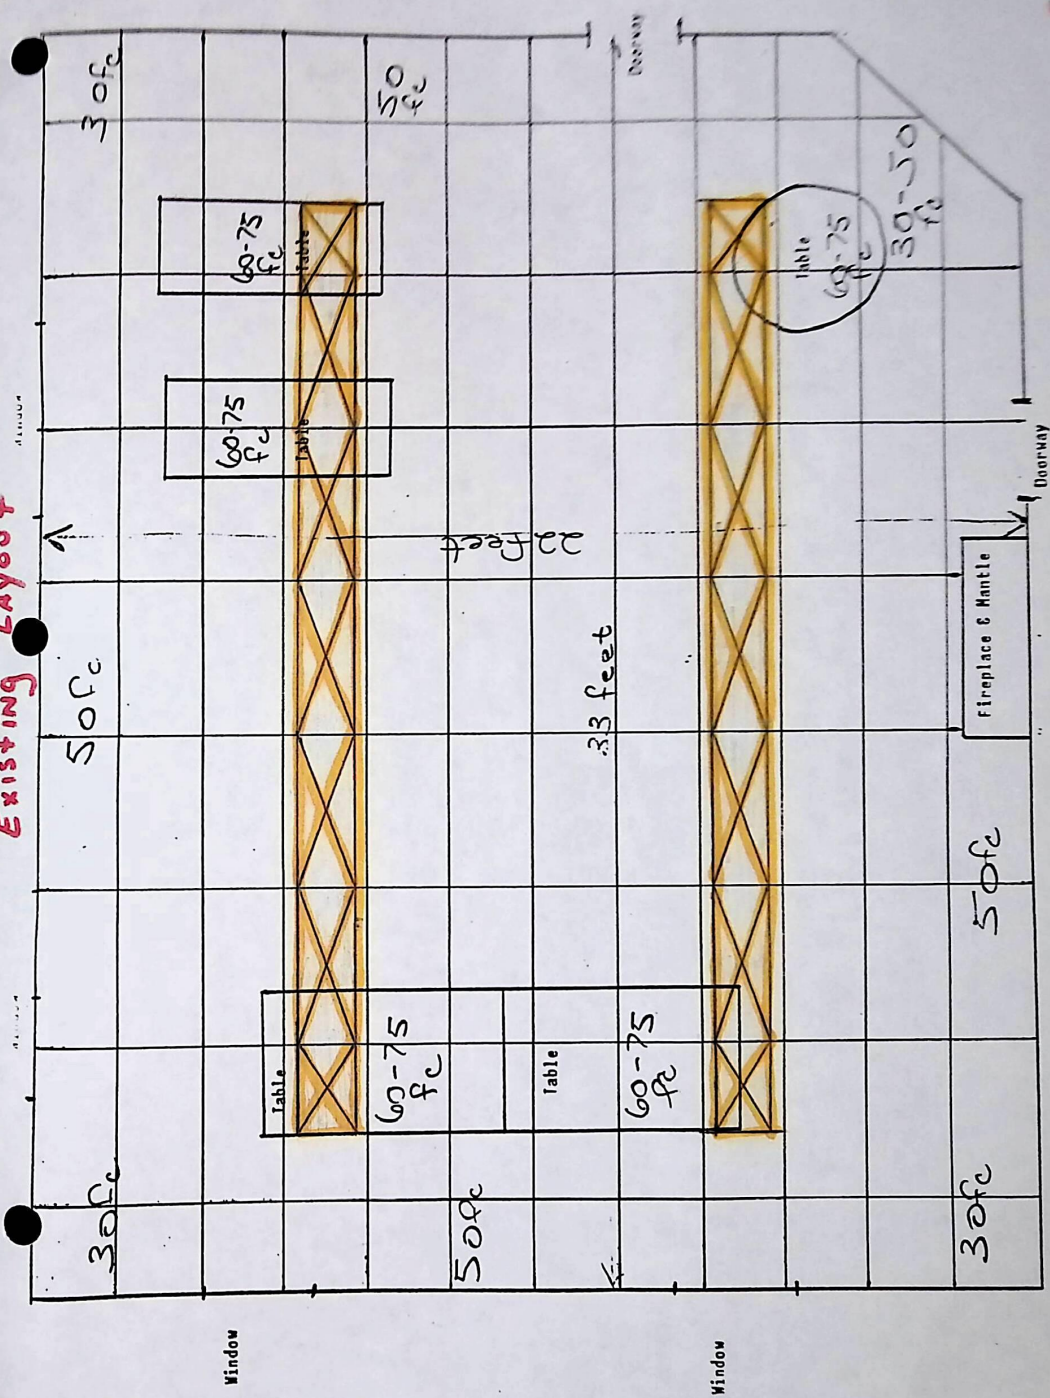 Existing Layout
30fc
50fc
30fc
Window
Window
60-75
fc
Table
60-75
fc
Table
50
fc
Table
60-75
fc
Table
60-75
fc
50fc
22 feet
33 feet
Doorway
Table
60-75
fc
30-50
fc
Window
Window
Fireplace & Mantle
Doorway
50fc
30fc